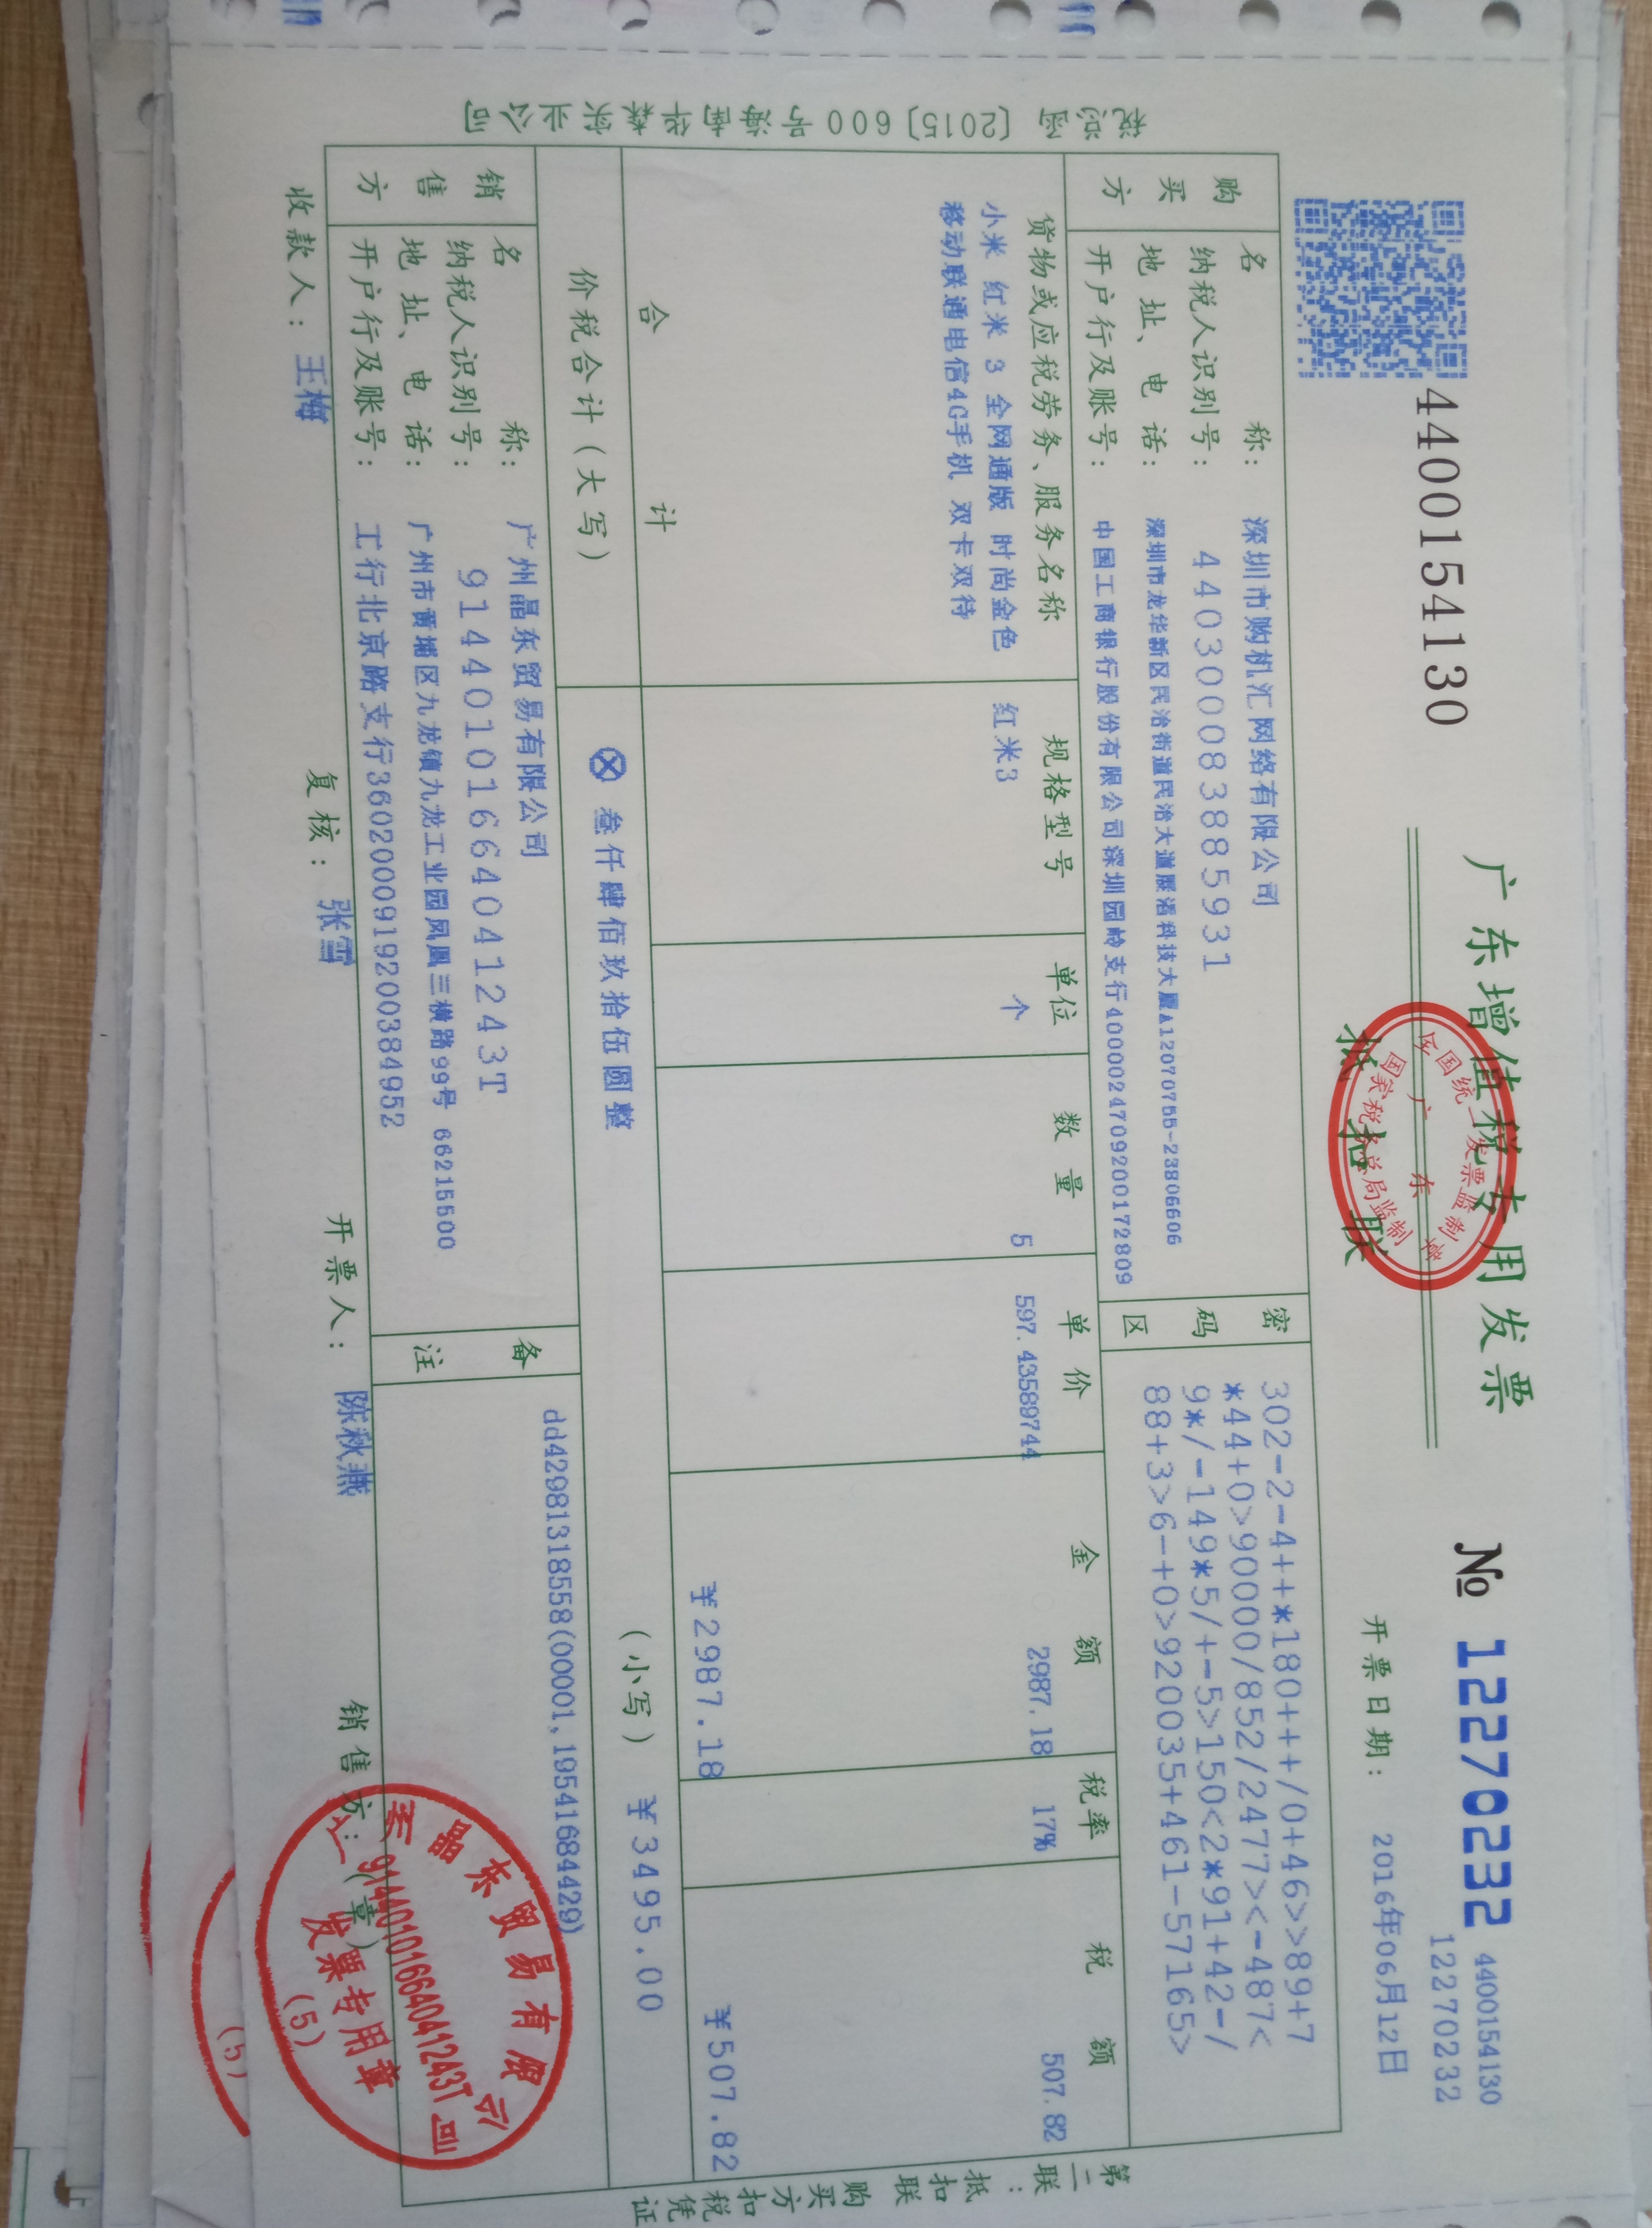 4400154130
广东增值税专用发票
抵扣联
全国统一发票监制章
广东
国家税务总局监制
№ 12270232
4400154130
12270232
开票日期: 2016年06月12日
税总函〔2015〕600号海南华森实业公司
购买方
名称: 深圳市购机汇网络有限公司
纳税人识别号: 440300083885931
地址、电话: 深圳市龙华新区民治街道民治大道展滔科技大厦A12070755-23806606
开户行及账号: 中国工商银行股份有限公司深圳园岭支行4000024709200172809
密码区
302-2-4++*180+++/0+46>>89+7
*44+0>90000/852/2477><-487<
9*/-149*5/+-5>150<2*91+42-/
88+3>6-+0>920035+461-57165>
货物或应税劳务、服务名称 规格型号 单位 数量 单价 金额 税率 税额
小米 红米 3 全网通版 时尚金色 红米3 个 5 597.43589744 2987.18 17% 507.82
移动联通电信4G手机 双卡双待
合计 ¥2987.18 ¥507.82
价税合计(大写) ⊗ 叁仟肆佰玖拾伍圆整 (小写) ¥3495.00
销售方
名称: 广州晶东贸易有限公司
纳税人识别号: 91440101664041243T
地址、电话: 广州市黄埔区九龙镇九龙工业园凤凰三横路99号 66215500
开户行及账号: 工行北京路支行3602000919200384952
备注
dd42981318558(00001,19541684429)
收款人: 王梅 复核: 张雪 开票人: 陈秋燕 销售方:(章)
广州晶东贸易有限公司
91440101664041243T
发票专用章
(5)
(5)
第二联:抵扣联 购买方扣税凭证